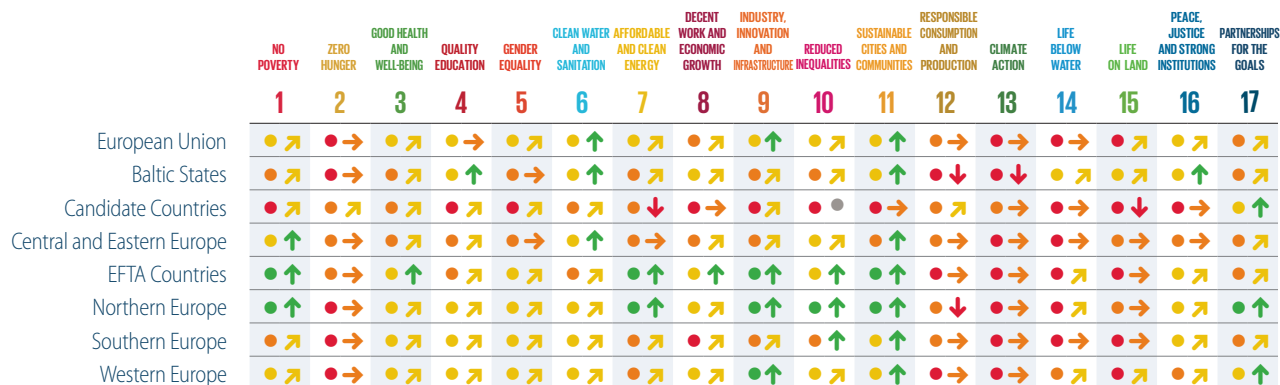 NO
POVERTY
ZERO
HUNGER
GOOD HEALTH
AND
WELL-BEING
QUALITY
EDUCATION
GENDER
EQUALITY
CLEAN WATER
AND
SANITATION
AFFORDABLE
AND CLEAN
ENERGY
DECENT
WORK AND
ECONOMIC
GROWTH
INDUSTRY,
INNOVATION
AND
INFRASTRUCTURE
REDUCED
INEQUALITIES
SUSTAINABLE
CITIES AND
COMMUNITIES
RESPONSIBLE
CONSUMPTION
AND
PRODUCTION
CLIMATE
ACTION
LIFE
BELOW
WATER
LIFE
ON LAND
PEACE,
JUSTICE
AND STRONG
INSTITUTIONS
PARTNERSHIPS
FOR THE
GOALS
1 2 3 4 5 6 7 8 9 10 11 12 13 14 15 16 17
European Union
Baltic States
Candidate Countries
Central and Eastern Europe
EFTA Countries
Northern Europe
Southern Europe
Western Europe